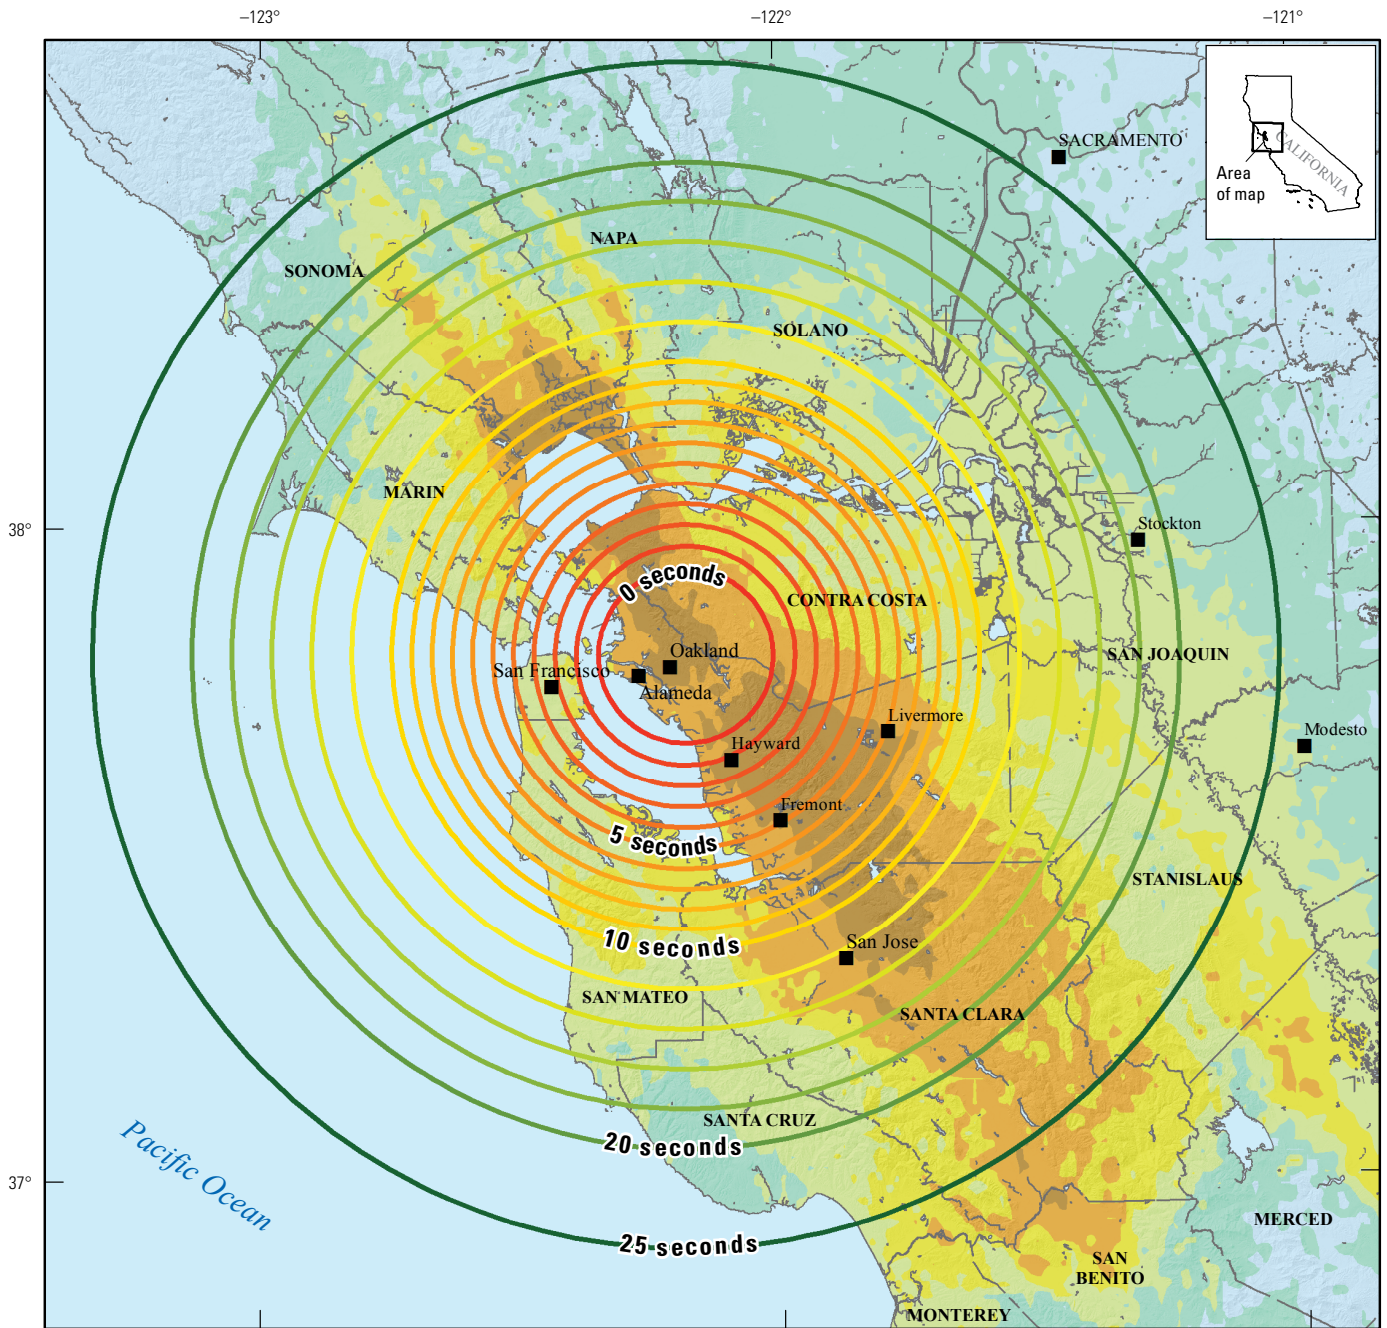 –123°
–122°
–121°
SACRAMENTO
CALIFORNIA
Area
of map
NAPA
SONOMA
SOLANO
MARIN
38°
Stockton
0 seconds
CONTRA COSTA
Oakland
SAN JOAQUIN
San Francisco
Alameda
Livermore
Modesto
Hayward
Fremont
5 seconds
STANISLAUS
10 seconds
San Jose
SAN MATEO
SANTA CLARA
SANTA CRUZ
20 seconds
Pacific Ocean
37°
MERCED
25 seconds
SAN
BENITO
MONTEREY